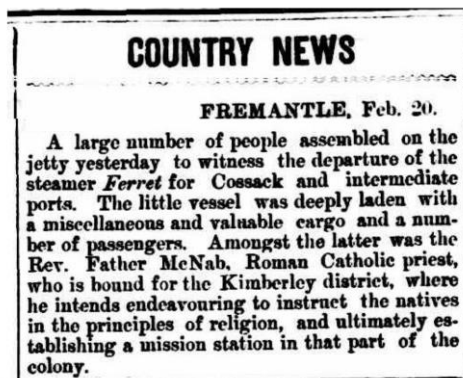 COUNTRY NEWS
FREMANTLE, Feb. 20.
A large number of people assembled on the
jetty yesterday to witness the departure of the
steamer Ferret for Cossack and intermediate
ports. The little vessel was deeply laden with
a miscellaneous and valuable cargo and a num-
ber of passengers. Amongst the latter was the
Rev. Father McNab, Roman Catholic priest,
who is bound for the Kimberley district, where
he intends endeavouring to instruct the natives
in the principles of religion, and ultimately es-
tablishing a mission station in that part of the
colony.